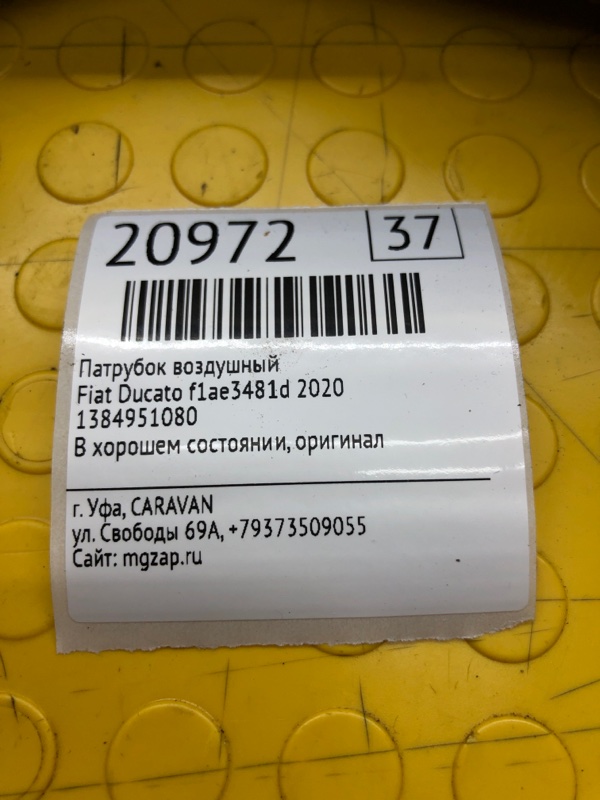 20972 37
Патрубок воздушный
Fiat Ducato f1ae3481d 2020
1384951080
В хорошем состоянии, оригинал
г. Уфа, CARAVAN
ул. Свободы 69А, +79373509055
Сайт: mgzap.ru